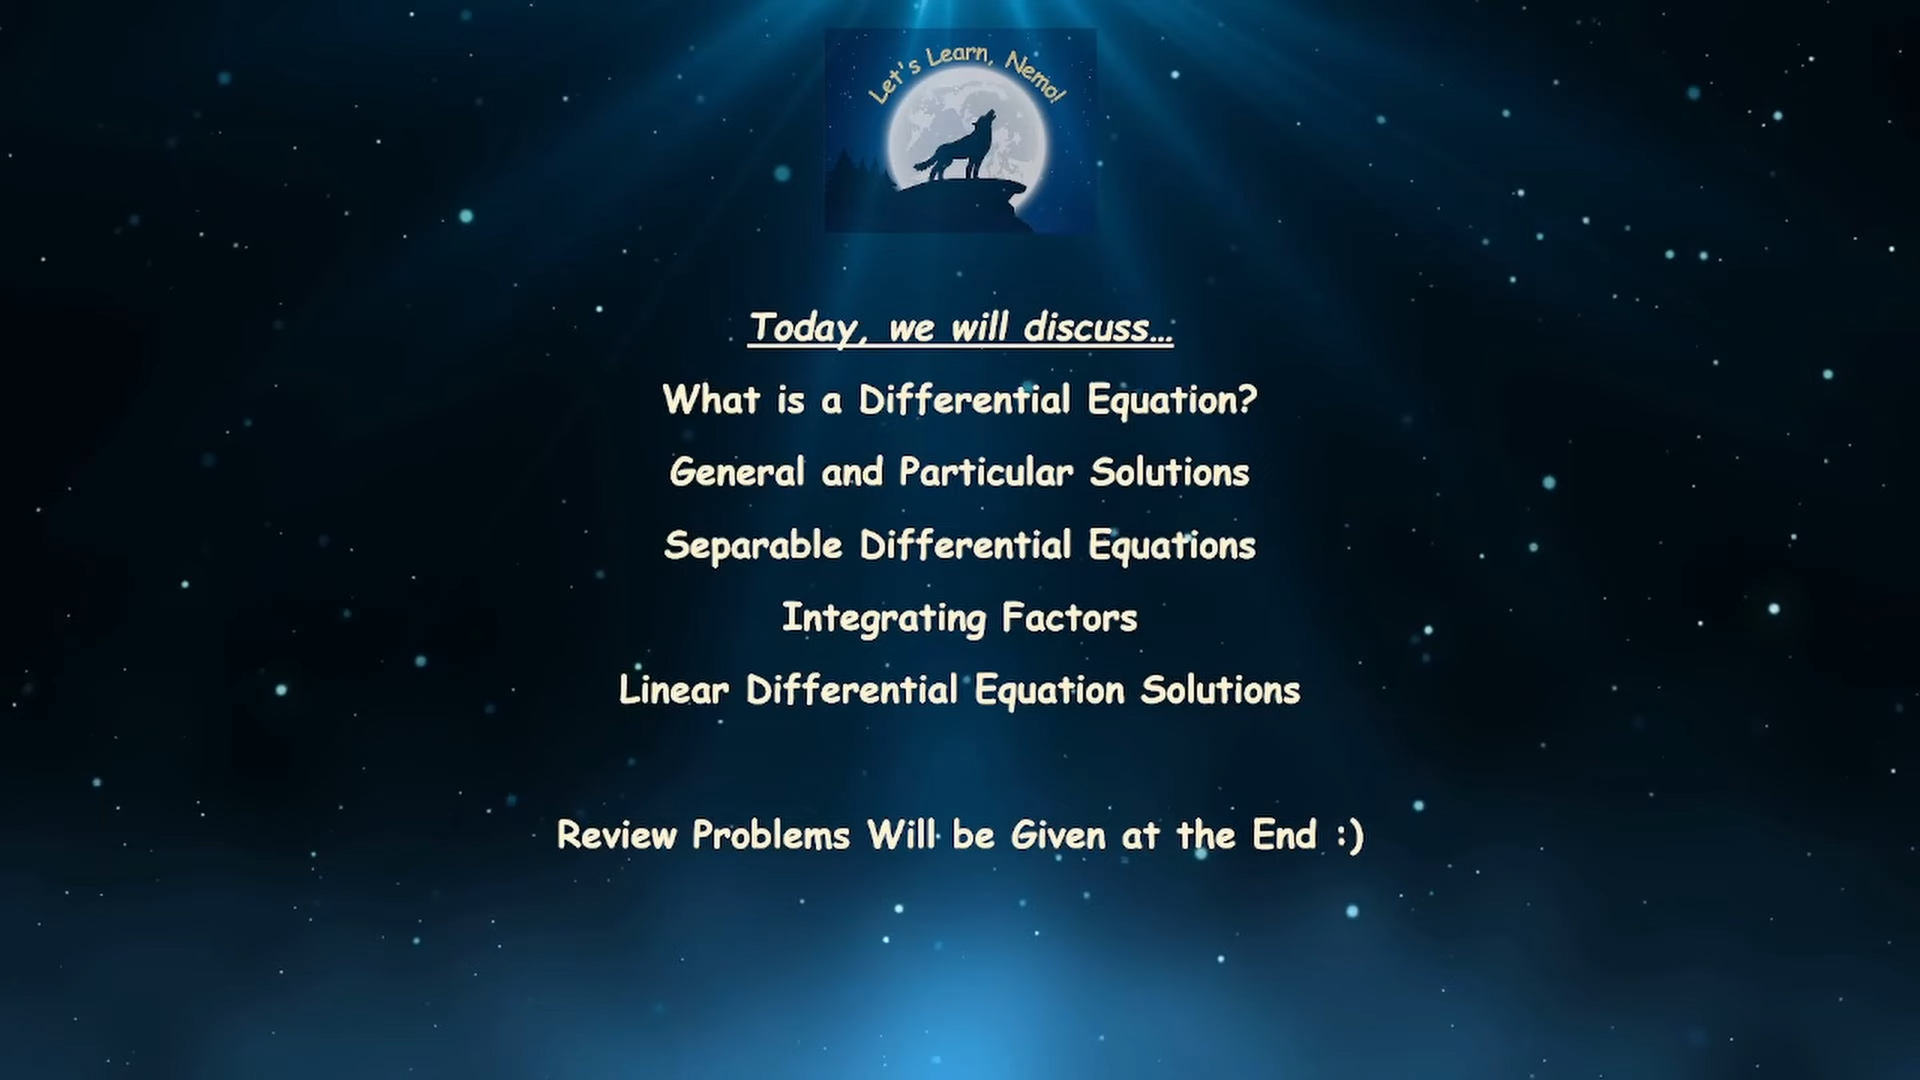 Let's Learn, Nemo!
Today, we will discuss...
What is a Differential Equation?
General and Particular Solutions
Separable Differential Equations
Integrating Factors
Linear Differential Equation Solutions
Review Problems Will be Given at the End :)